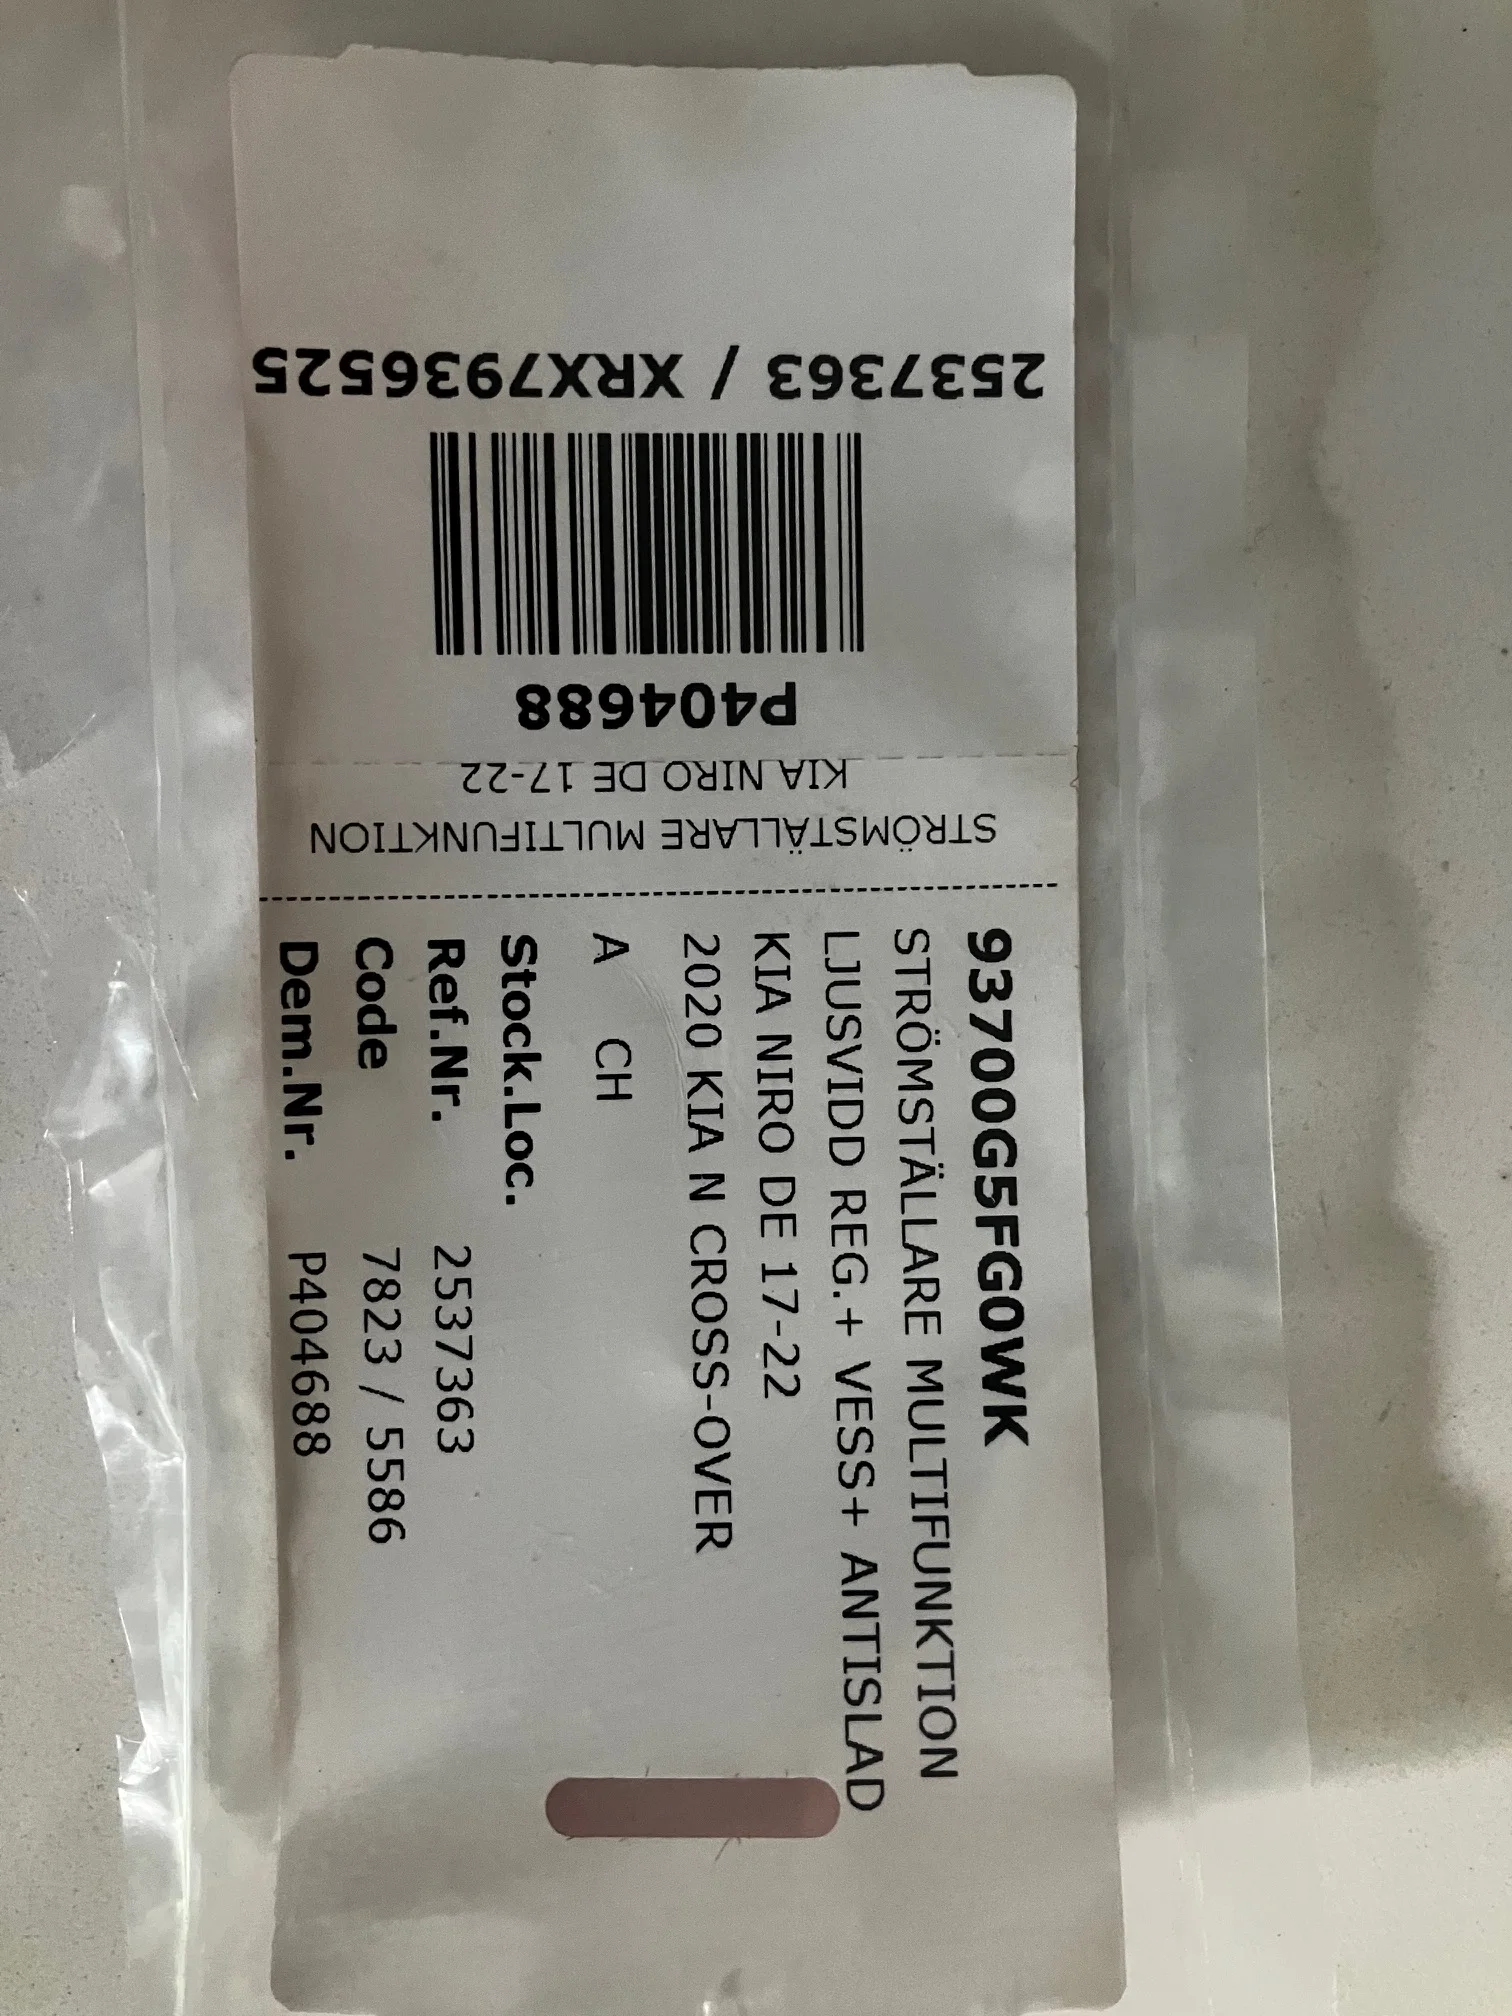 2537363 / XRX7936525
P404688
KIA NIRO DE 17-22
STRÖMSTÄLLARE MULTIFUNKTION
93700G5FG0WK
STRÖMSTÄLLARE MULTIFUNKTION
LJUSVIDD REG.+ VESS+ ANTISLAD
KIA NIRO DE 17-22
2020 KIA N CROSS-OVER
A CH
Stock.Loc.
Ref.Nr. 2537363
Code 7823 / 5586
Dem.Nr. P404688